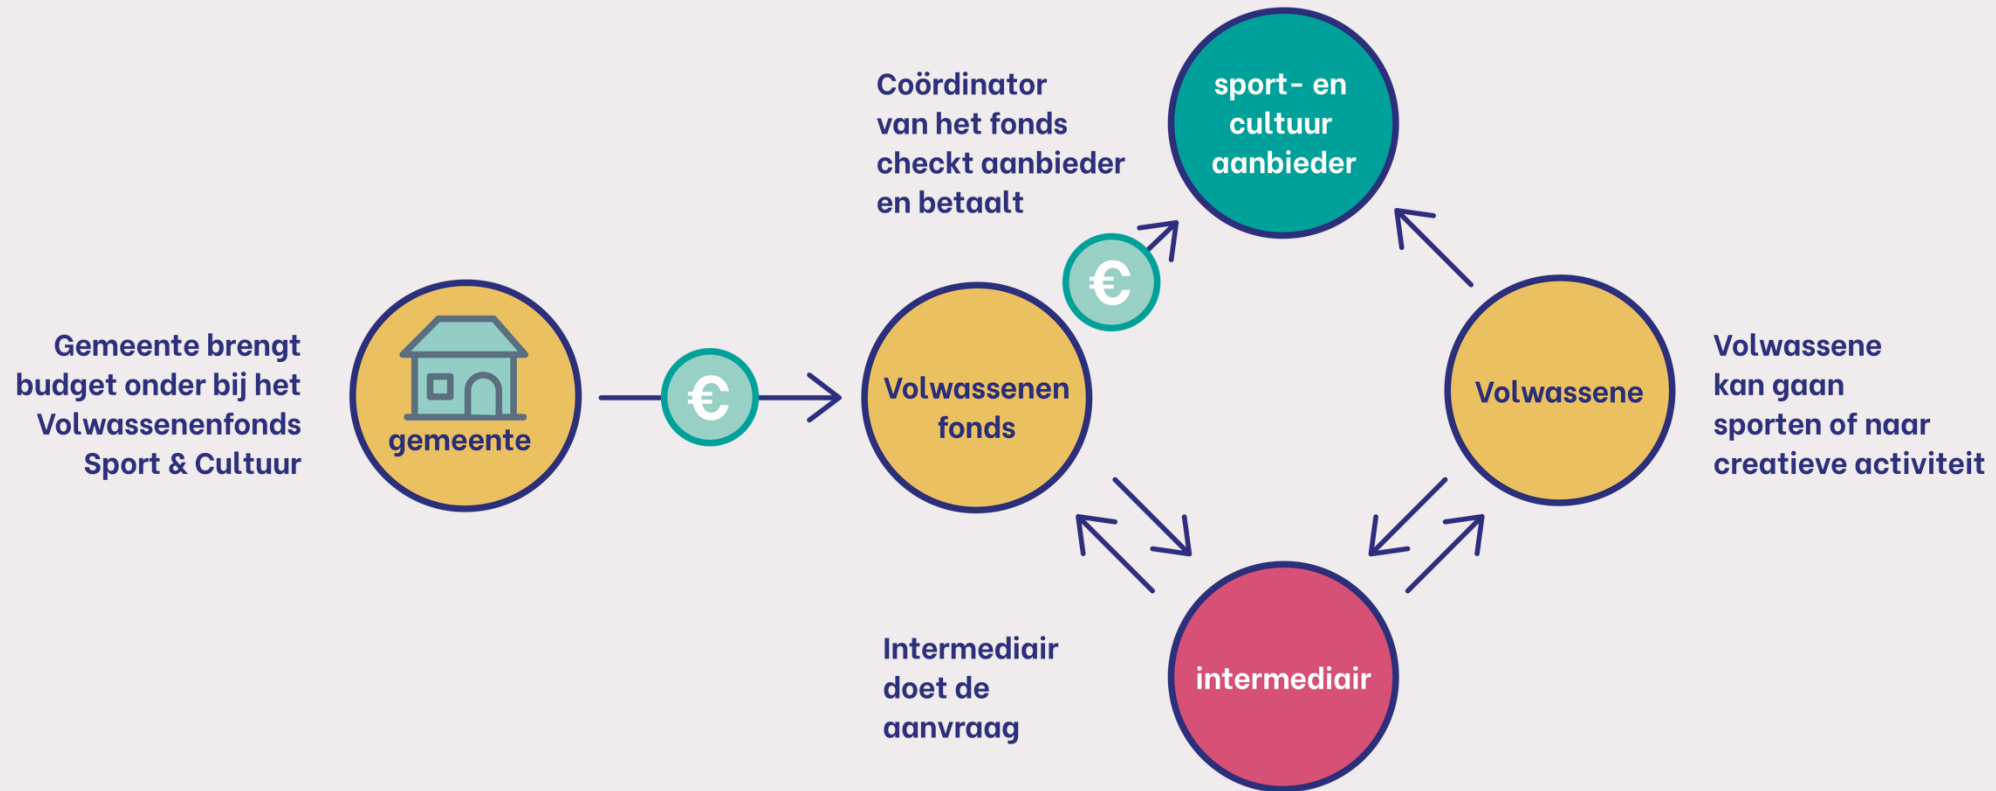 Gemeente brengt
budget onder bij het
Volwassenenfonds
Sport & Cultuur
gemeente
€
Volwassenen
fonds
Coördinator
van het fonds
checkt aanbieder
en betaalt
€
sport- en
cultuur
aanbieder
Volwassene
Volwassene
kan gaan
sporten of naar
creatieve activiteit
Intermediair
doet de
aanvraag
intermediair